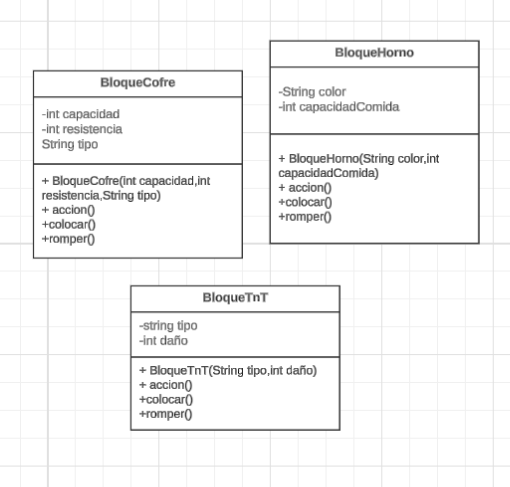 BloqueCofre
-int capacidad
-int resistencia
String tipo
+ BloqueCofre(int capacidad,int
resistencia,String tipo)
+ accion()
+colocar()
+romper()
BloqueHorno
-String color
-int capacidadComida
+ BloqueHorno(String color,int
capacidadComida)
+ accion()
+colocar()
+romper()
BloqueTnT
-string tipo
-int daño
+ BloqueTnT(String tipo,int daño)
+ accion()
+colocar()
+romper()